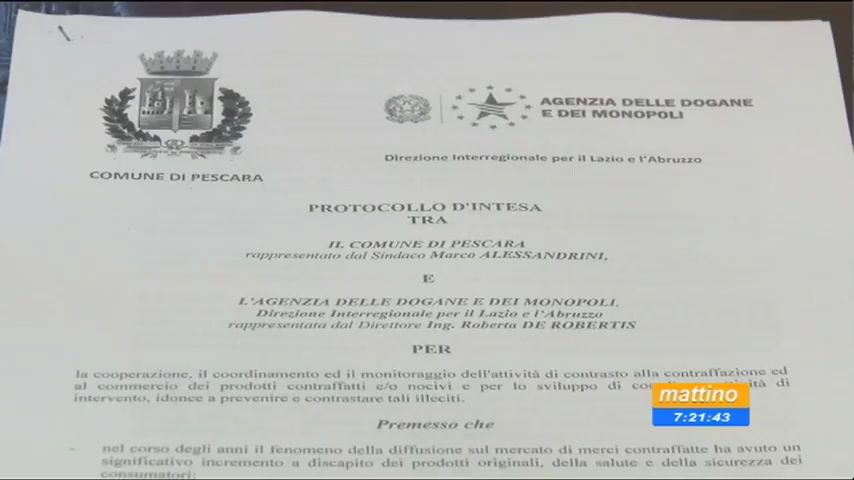 AGENZIA DELLE DOGANE
E DEI MONOPOLI
Direzione Interregionale per il Lazio e l'Abruzzo
COMUNE DI PESCARA
PROTOCOLLO D'INTESA
TRA
IL COMUNE DI PESCARA
rappresentato dal Sindaco Marco ALESSANDRINI,
E
L'AGENZIA DELLE DOGANE E DEI MONOPOLI,
Direzione Interregionale per il Lazio e l'Abruzzo
rappresentata dal Direttore Ing. Roberta DE ROBERTIS
PER
la cooperazione, il coordinamento ed il monitoraggio dell'attività di contrasto alla contraffazione ed
al commercio dei prodotti contraffatti e/o nocivi e per lo sviluppo di di
intervento, idonee a prevenire e contrastare tali illeciti.
mattino
7:21:43
Premesso che
- nel corso degli anni il fenomeno della diffusione sul mercato di merci contraffatte ha avuto un
significativo incremento a discapito dei prodotti originali, della salute e della sicurezza dei
consumatori;